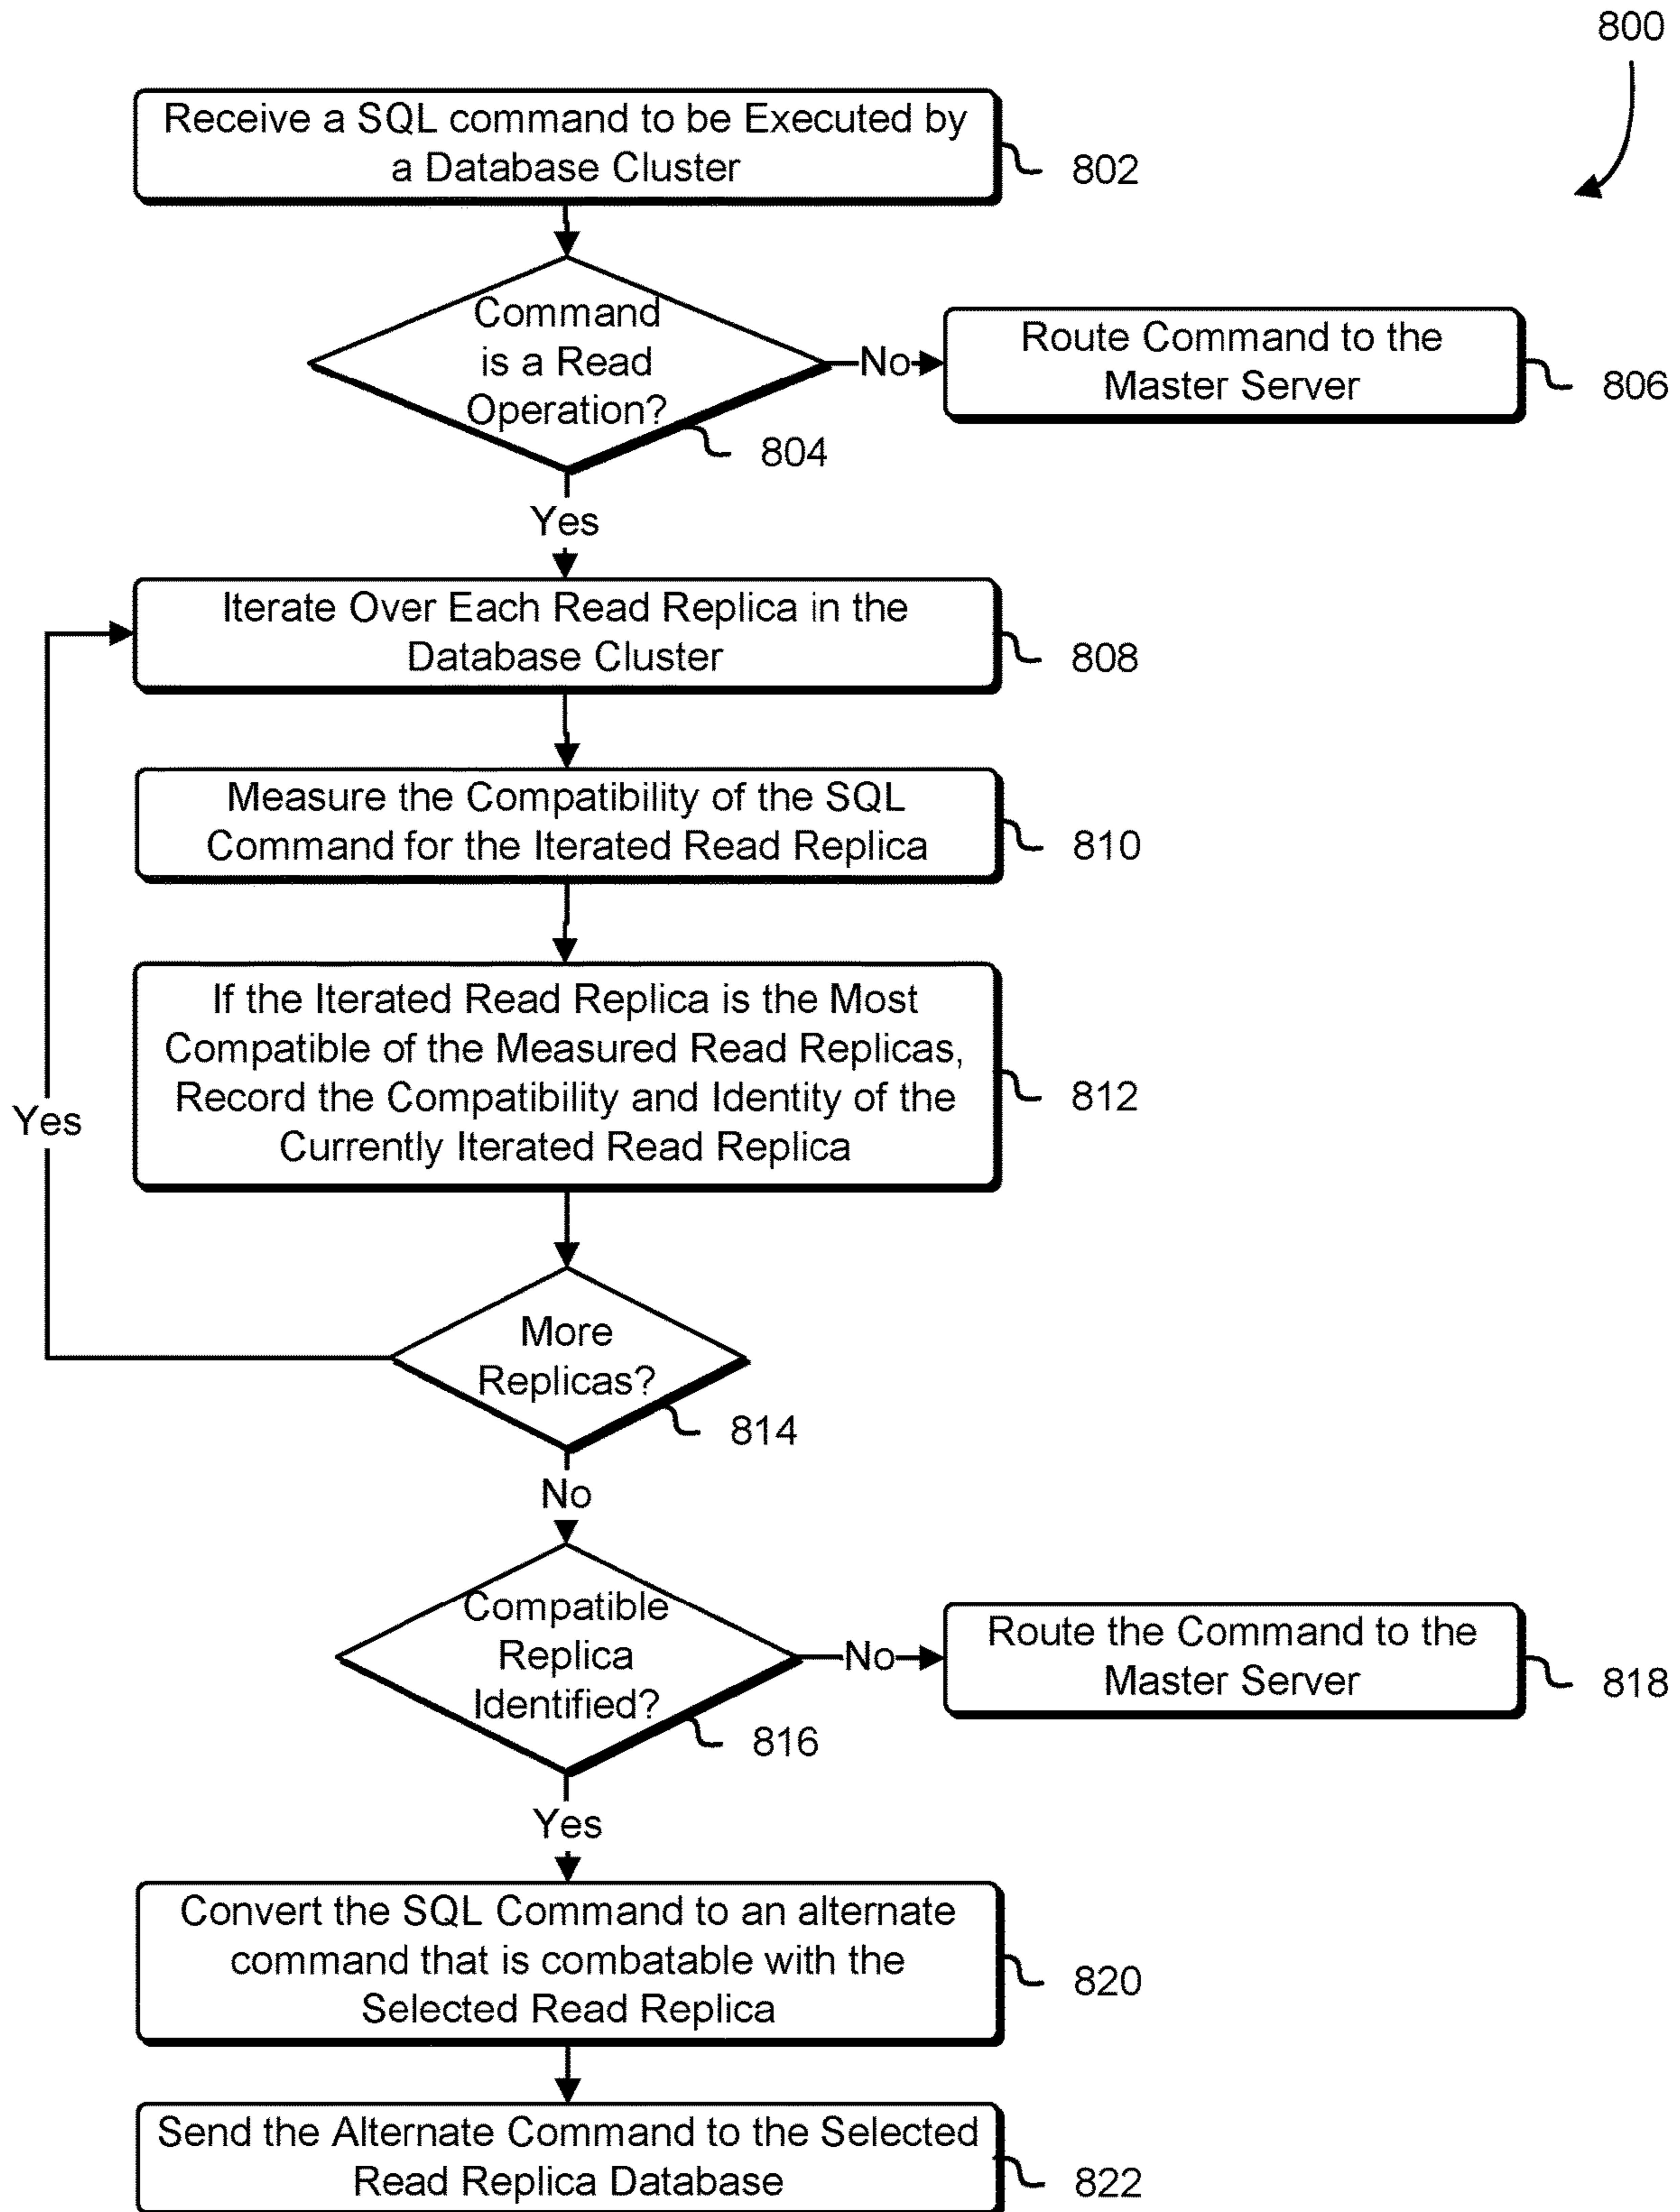 800
Receive a SQL command to be Executed by
a Database Cluster
802
Command
is a Read
Operation?
804
No
Route Command to the
Master Server
806
Yes
Iterate Over Each Read Replica in the
Database Cluster
808
Measure the Compatibility of the SQL
Command for the Iterated Read Replica
810
If the Iterated Read Replica is the Most
Compatible of the Measured Read Replicas,
Record the Compatibility and Identity of the
Currently Iterated Read Replica
812
Yes
More
Replicas?
814
No
Compatible
Replica
Identified?
816
No
Route the Command to the
Master Server
818
Yes
Convert the SQL Command to an alternate
command that is combatable with the
Selected Read Replica
820
Send the Alternate Command to the Selected
Read Replica Database
822